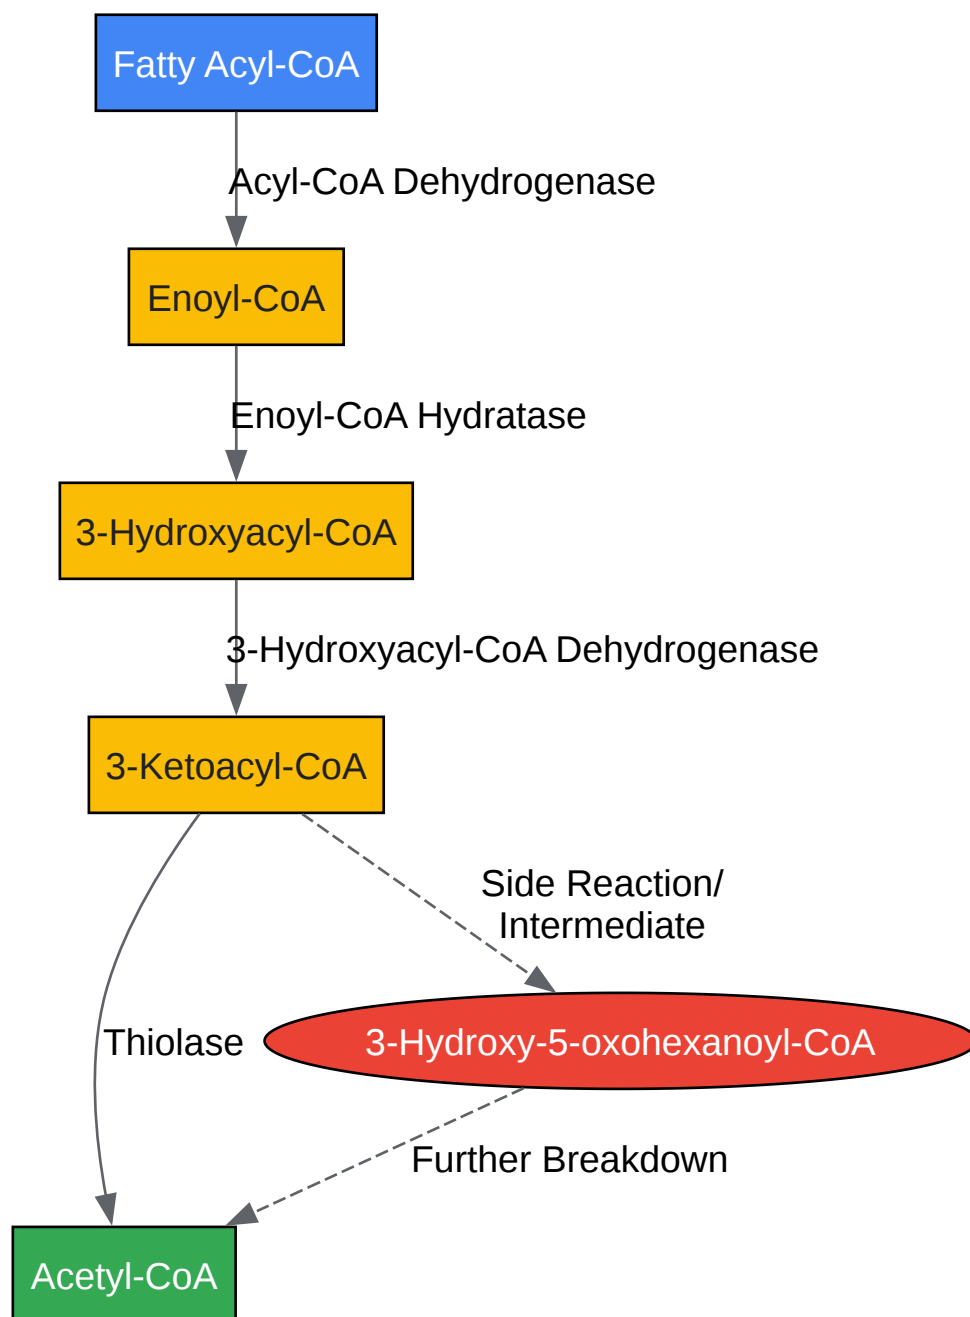 Fatty Acyl-CoA
Acyl-CoA Dehydrogenase
Enoyl-CoA
Enoyl-CoA Hydratase
3-Hydroxyacyl-CoA
3-Hydroxyacyl-CoA Dehydrogenase
3-Ketoacyl-CoA
Side Reaction/
Intermediate
Thiolase
3-Hydroxy-5-oxohexanoyl-CoA
Further Breakdown
Acetyl-CoA